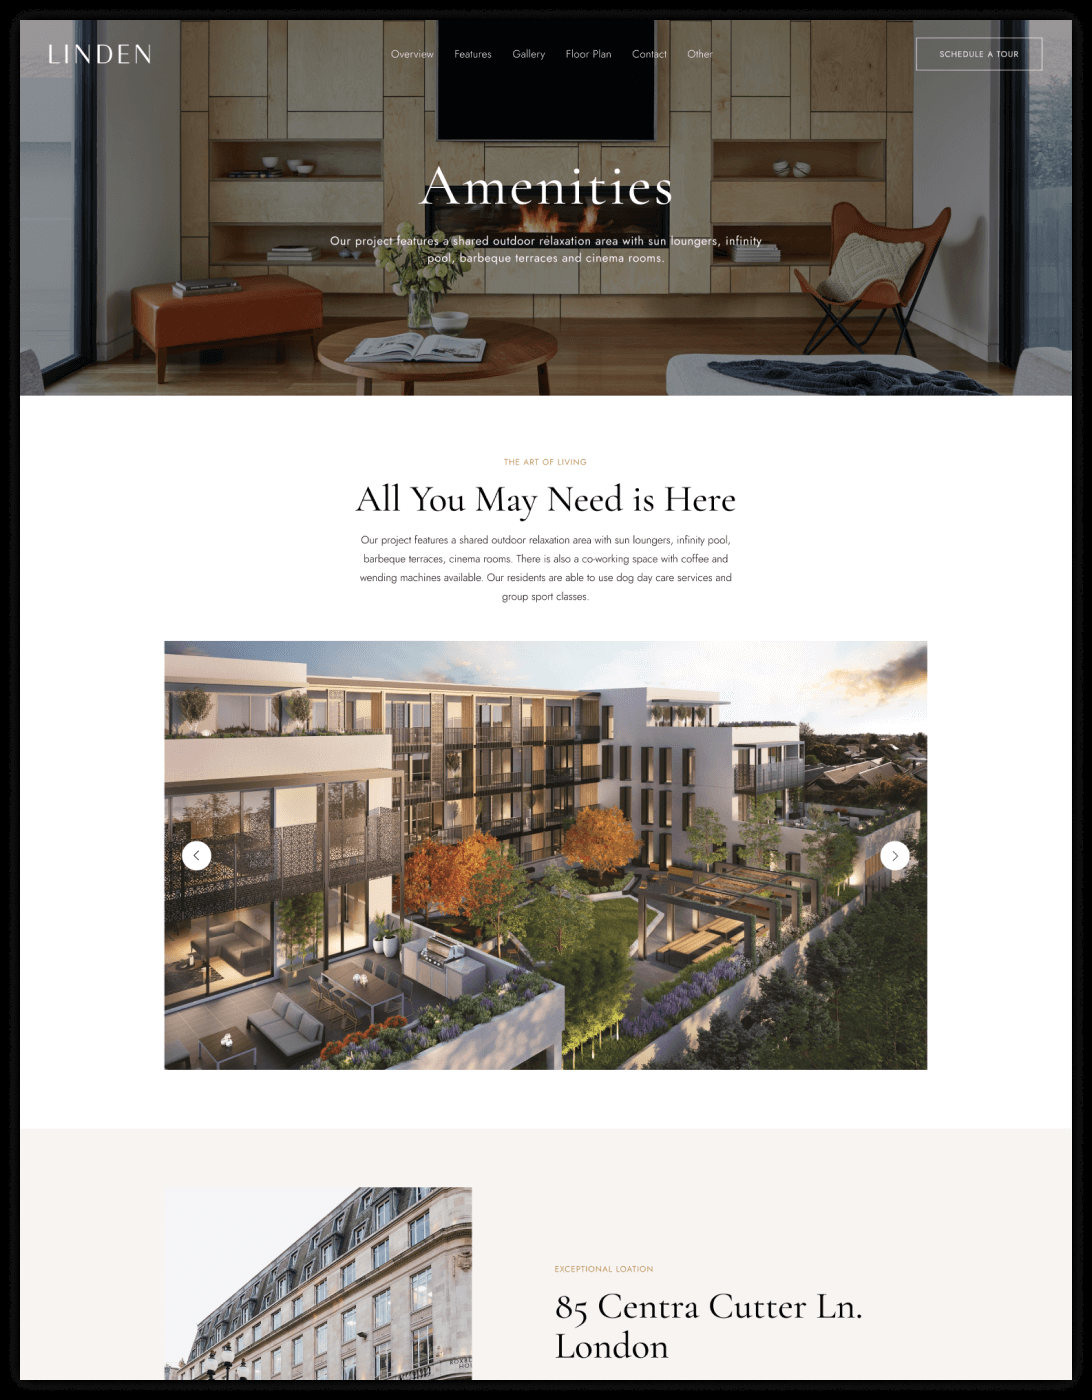 LINDEN
Overview Features Gallery Floor Plan Contact Other
SCHEDULE A TOUR
Amenities
Our project features a shared outdoor relaxation area with sun loungers, infinity
pool, barbeque terraces and cinema rooms.
THE ART OF LIVING
All You May Need is Here
Our project features a shared outdoor relaxation area with sun loungers, infinity pool,
barbeque terraces, cinema rooms. There is also a co-working space with coffee and
wending machines available. Our residents are able to use dog day care services and
group sport classes.
EXCEPTIONAL LOATION
85 Centra Cutter Ln.
London